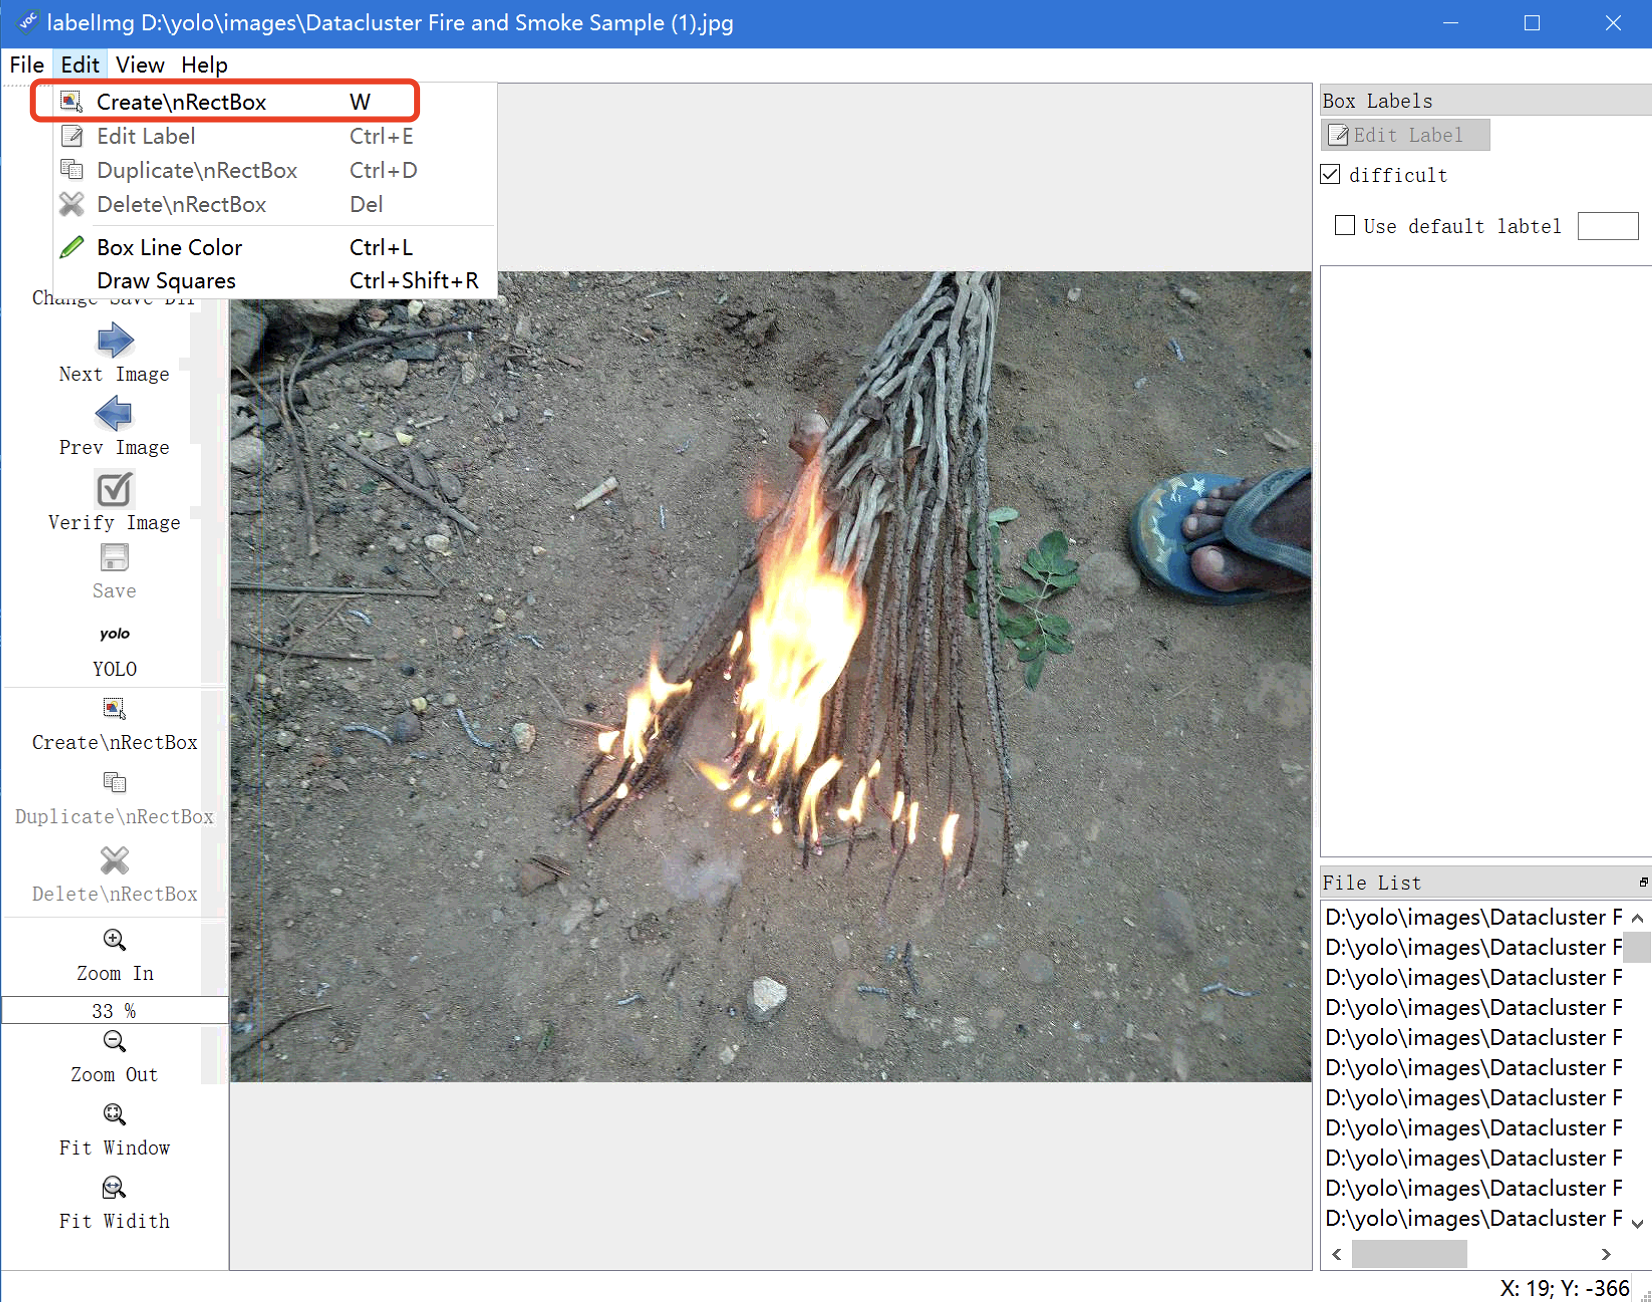 VOC labelImg D:\yolo\images\Datacluster Fire and Smoke Sample (1).jpg
File Edit View Help
Create\nRectBox W
Edit Label Ctrl+E
Duplicate\nRectBox Ctrl+D
Delete\nRectBox Del
Box Line Color Ctrl+L
Draw Squares Ctrl+Shift+R
Change Save Dir
Next Image
Prev Image
Verify Image
Save
yolo
YOLO
Create\nRectBox
Duplicate\nRectBox
Delete\nRectBox
Zoom In
33 %
Zoom Out
Fit Window
Fit Widith
Box Labels
Edit Label
difficult
Use default labtel
File List
D:\yolo\images\Datacluster F
D:\yolo\images\Datacluster F
D:\yolo\images\Datacluster F
D:\yolo\images\Datacluster F
D:\yolo\images\Datacluster F
D:\yolo\images\Datacluster F
D:\yolo\images\Datacluster F
D:\yolo\images\Datacluster F
D:\yolo\images\Datacluster F
D:\yolo\images\Datacluster F
D:\yolo\images\Datacluster F
X: 19; Y: -366